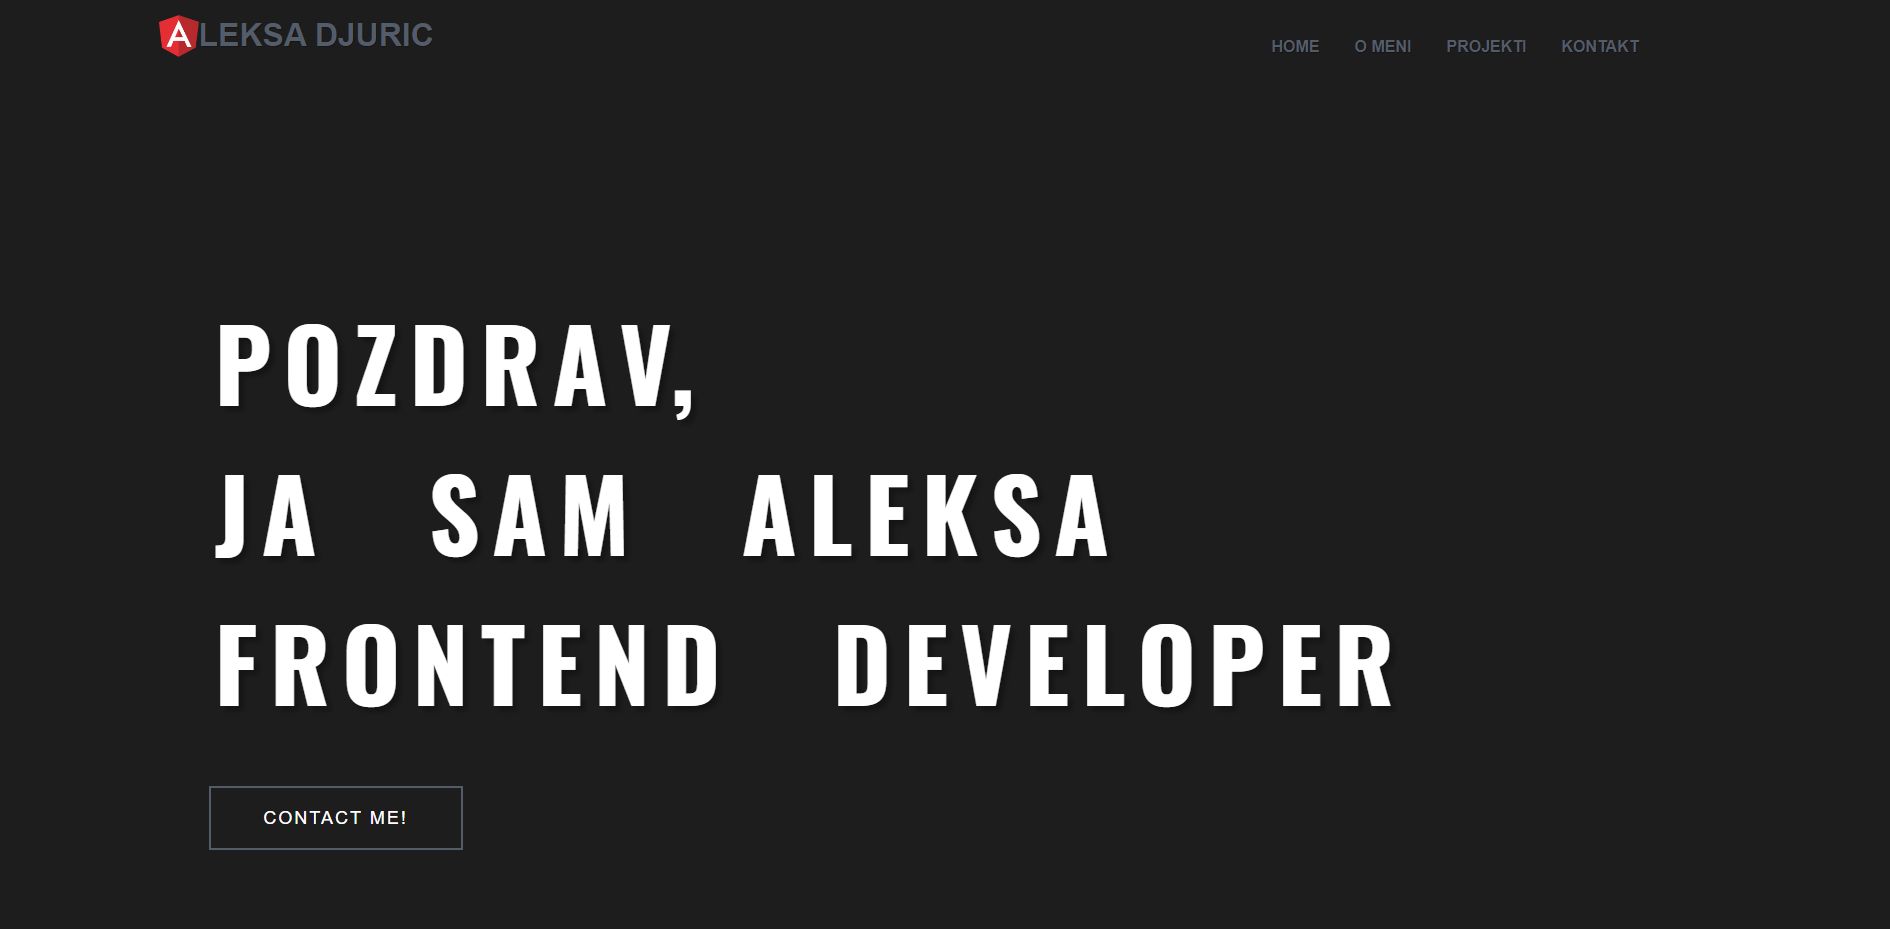 ALEKSA DJURIC
HOME O MENI PROJEKTI KONTAKT
POZDRAV,
JA SAM ALEKSA
FRONTEND DEVELOPER
CONTACT ME!